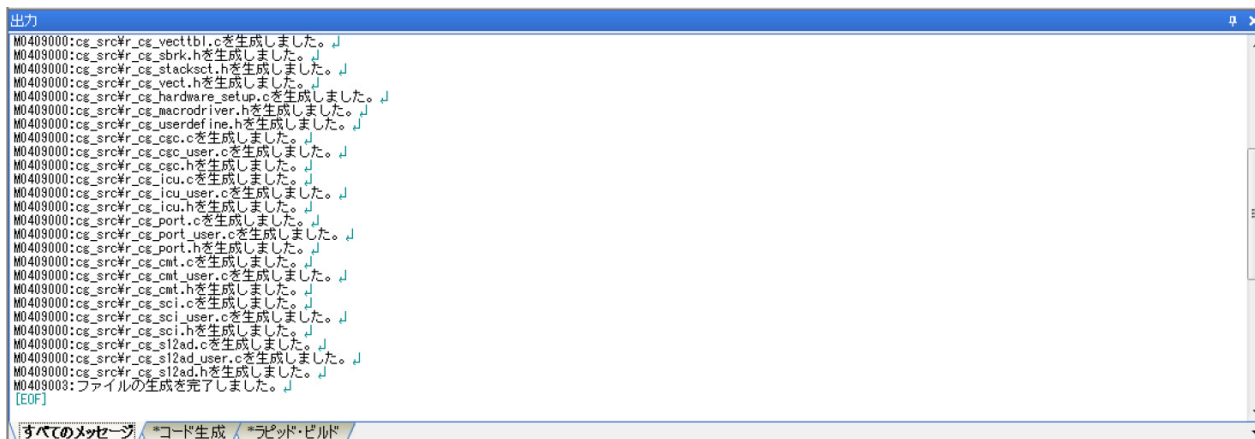 出力
M0409000:cg_src¥r_cg_vecttbl.cを生成しました。↲
M0409000:cg_src¥r_cg_sbrk.hを生成しました。↲
M0409000:cg_src¥r_cg_stacksct.hを生成しました。↲
M0409000:cg_src¥r_cg_vect.hを生成しました。↲
M0409000:cg_src¥r_cg_hardware_setup.cを生成しました。↲
M0409000:cg_src¥r_cg_macrodriver.hを生成しました。↲
M0409000:cg_src¥r_cg_userdefine.hを生成しました。↲
M0409000:cg_src¥r_cg_cgc.cを生成しました。↲
M0409000:cg_src¥r_cg_cgc_user.cを生成しました。↲
M0409000:cg_src¥r_cg_cgc.hを生成しました。↲
M0409000:cg_src¥r_cg_icu.cを生成しました。↲
M0409000:cg_src¥r_cg_icu_user.cを生成しました。↲
M0409000:cg_src¥r_cg_icu.hを生成しました。↲
M0409000:cg_src¥r_cg_port.cを生成しました。↲
M0409000:cg_src¥r_cg_port_user.cを生成しました。↲
M0409000:cg_src¥r_cg_port.hを生成しました。↲
M0409000:cg_src¥r_cg_cmt.cを生成しました。↲
M0409000:cg_src¥r_cg_cmt_user.cを生成しました。↲
M0409000:cg_src¥r_cg_cmt.hを生成しました。↲
M0409000:cg_src¥r_cg_sci.cを生成しました。↲
M0409000:cg_src¥r_cg_sci_user.cを生成しました。↲
M0409000:cg_src¥r_cg_sci.hを生成しました。↲
M0409000:cg_src¥r_cg_s12ad.cを生成しました。↲
M0409000:cg_src¥r_cg_s12ad_user.cを生成しました。↲
M0409000:cg_src¥r_cg_s12ad.hを生成しました。↲
M0409003:ファイルの生成を完了しました。↲
[EOF]
すべてのメッセージ *コード生成 *ラピッド・ビルド